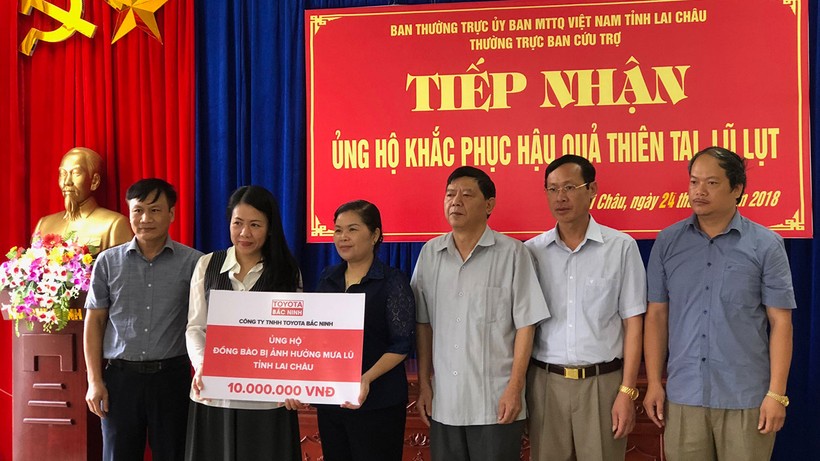 BAN THƯỜNG TRỰC ỦY BAN MTTQ VIỆT NAM TỈNH LAI CHÂU
THƯỜNG TRỰC BAN CỨU TRỢ
TIẾP NHẬN
ỦNG HỘ KHẮC PHỤC HẬU QUẢ THIÊN TAI, LŨ LỤT
Châu, ngày 24 2018
TOYOTA
BẮC NINH
CÔNG TY TNHH TOYOTA BẮC NINH
ỦNG HỘ
ĐỒNG BÀO BỊ ẢNH HƯỞNG MƯA LŨ
TỈNH LAI CHÂU
10.000.000 VNĐ